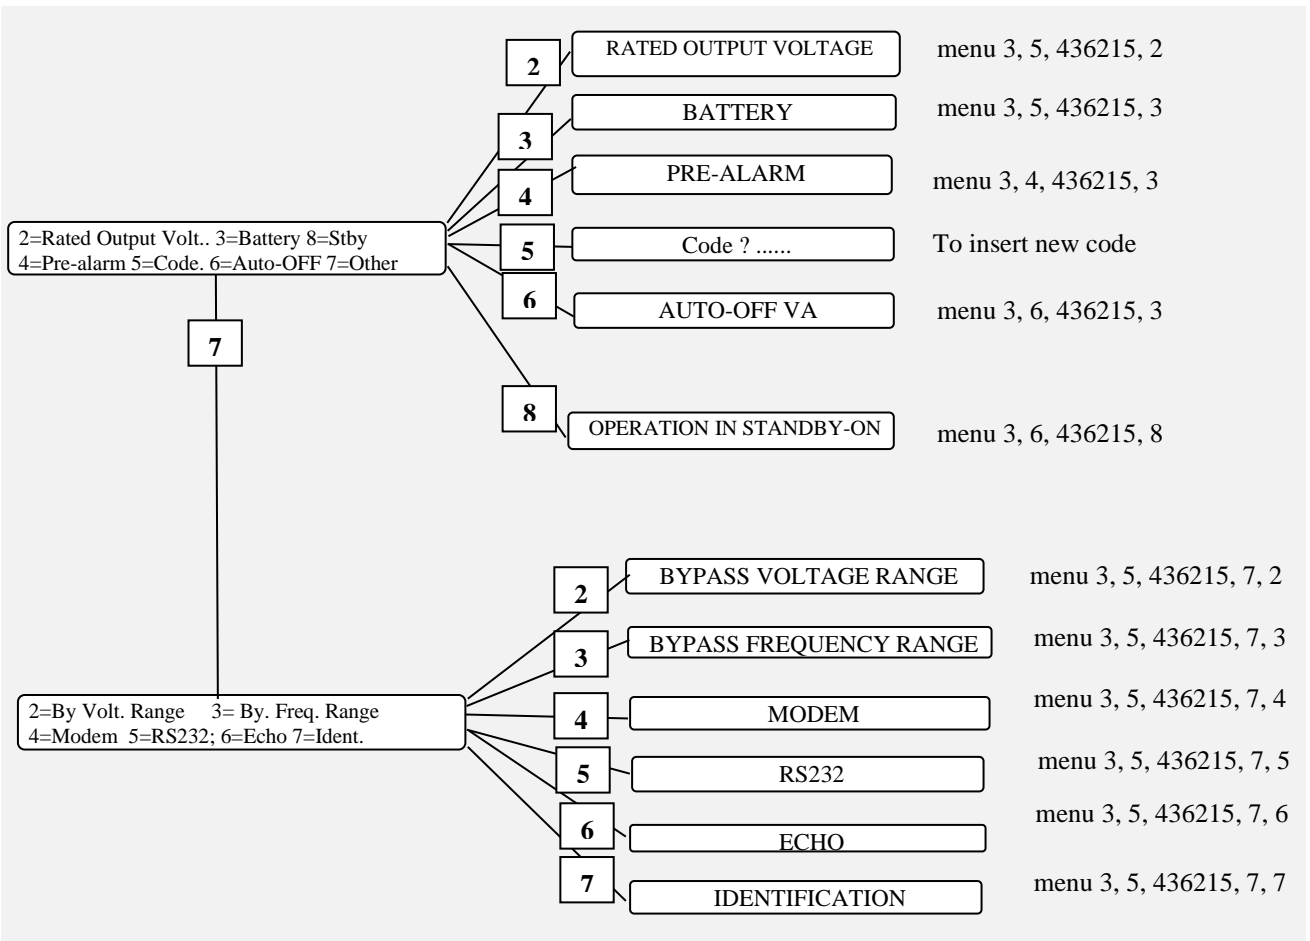 2 RATED OUTPUT VOLTAGE menu 3, 5, 436215, 2
3 BATTERY menu 3, 5, 436215, 3
4 PRE-ALARM menu 3, 4, 436215, 3
2=Rated Output Volt.. 3=Battery 8=Stby
4=Pre-alarm 5=Code. 6=Auto-OFF 7=Other
5 Code ? ...... To insert new code
6 AUTO-OFF VA menu 3, 6, 436215, 3
7
8 OPERATION IN STANDBY-ON menu 3, 6, 436215, 8
2 BYPASS VOLTAGE RANGE menu 3, 5, 436215, 7, 2
3 BYPASS FREQUENCY RANGE menu 3, 5, 436215, 7, 3
2=By Volt. Range 3= By. Freq. Range
4=Modem 5=RS232; 6=Echo 7=Ident.
4 MODEM menu 3, 5, 436215, 7, 4
5 RS232 menu 3, 5, 436215, 7, 5
6 ECHO menu 3, 5, 436215, 7, 6
7 IDENTIFICATION menu 3, 5, 436215, 7, 7